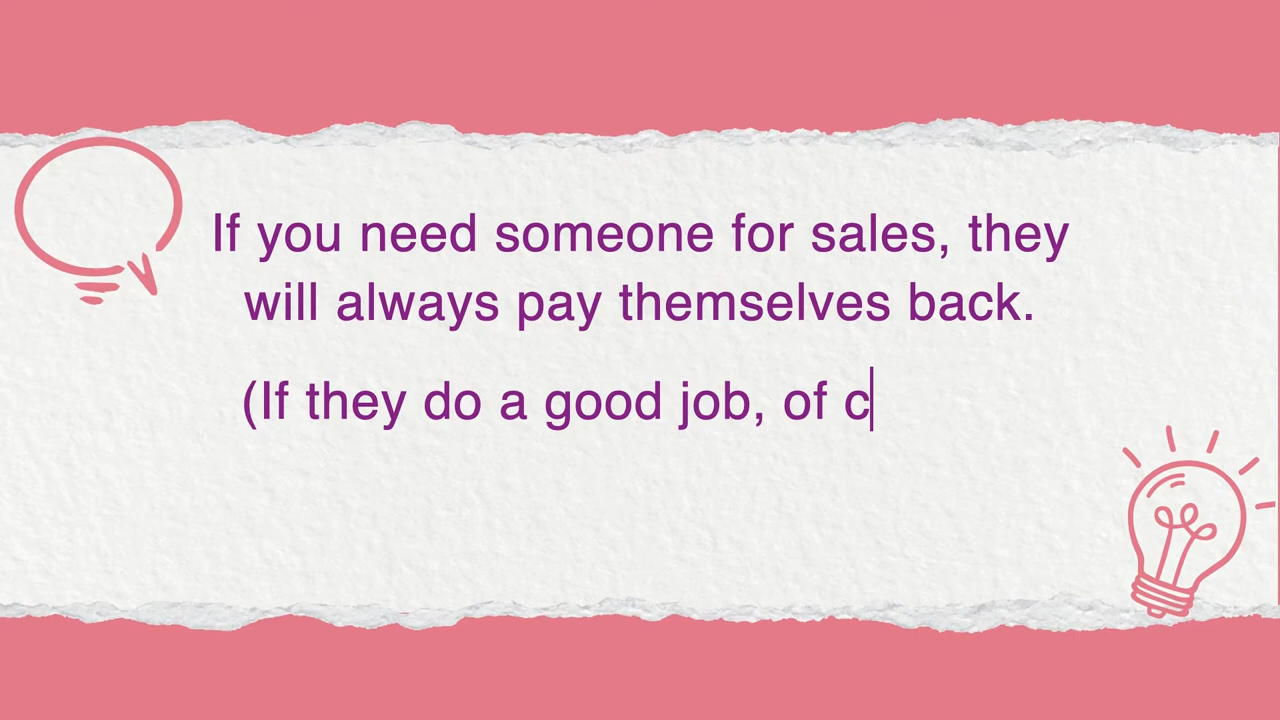 If you need someone for sales, they
will always pay themselves back.
(If they do a good job, of c